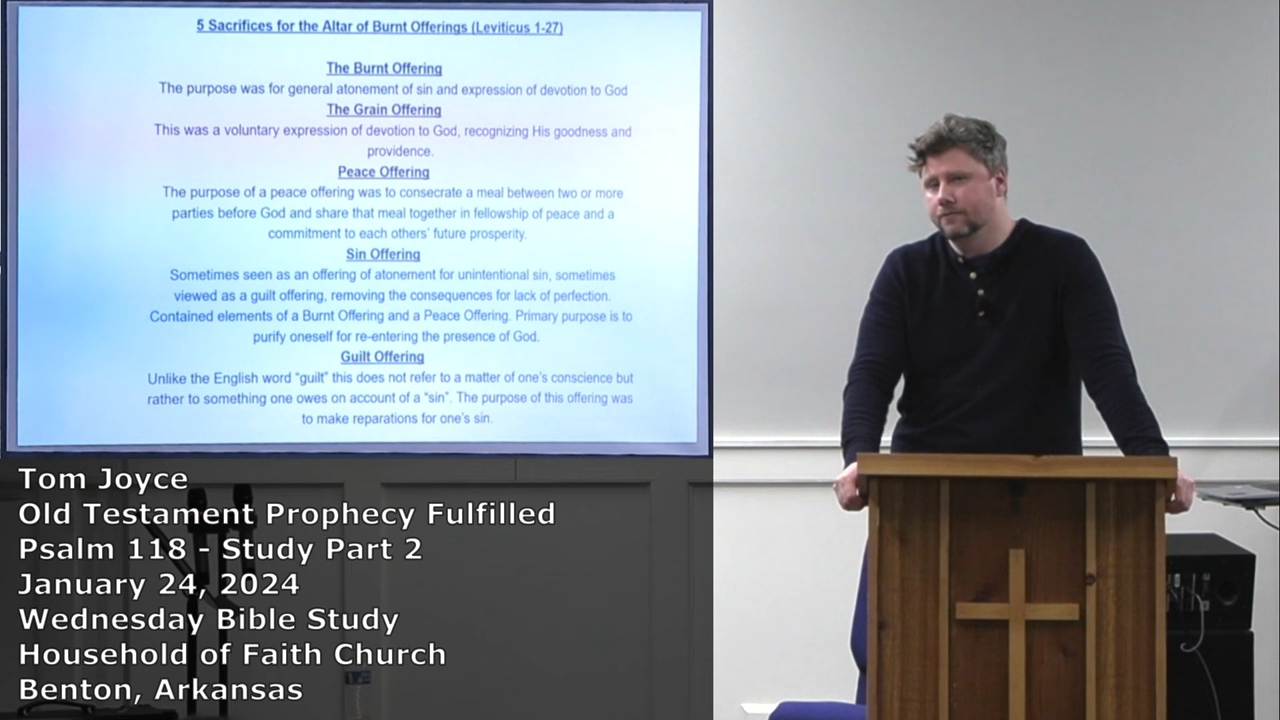 5 Sacrifices for the Altar of Burnt Offerings (Leviticus 1-27)
The Burnt Offering
The purpose was for general atonement of sin and expression of devotion to God
The Grain Offering
This was a voluntary expression of devotion to God, recognizing His goodness and
providence.
Peace Offering
The purpose of a peace offering was to consecrate a meal between two or more
parties before God and share that meal together in fellowship of peace and a
commitment to each others' future prosperity.
Sin Offering
Sometimes seen as an offering of atonement for unintentional sin, sometimes
viewed as a guilt offering, removing the consequences for lack of perfection.
Contained elements of a Burnt Offering and a Peace Offering. Primary purpose is to
purify oneself for re-entering the presence of God.
Guilt Offering
Unlike the English word "guilt" this does not refer to a matter of one's conscience but
rather to something one owes on account of a "sin". The purpose of this offering was
to make reparations for one's sin.
Tom Joyce
Old Testament Prophecy Fulfilled
Psalm 118 - Study Part 2
January 24, 2024
Wednesday Bible Study
Household of Faith Church
Benton, Arkansas